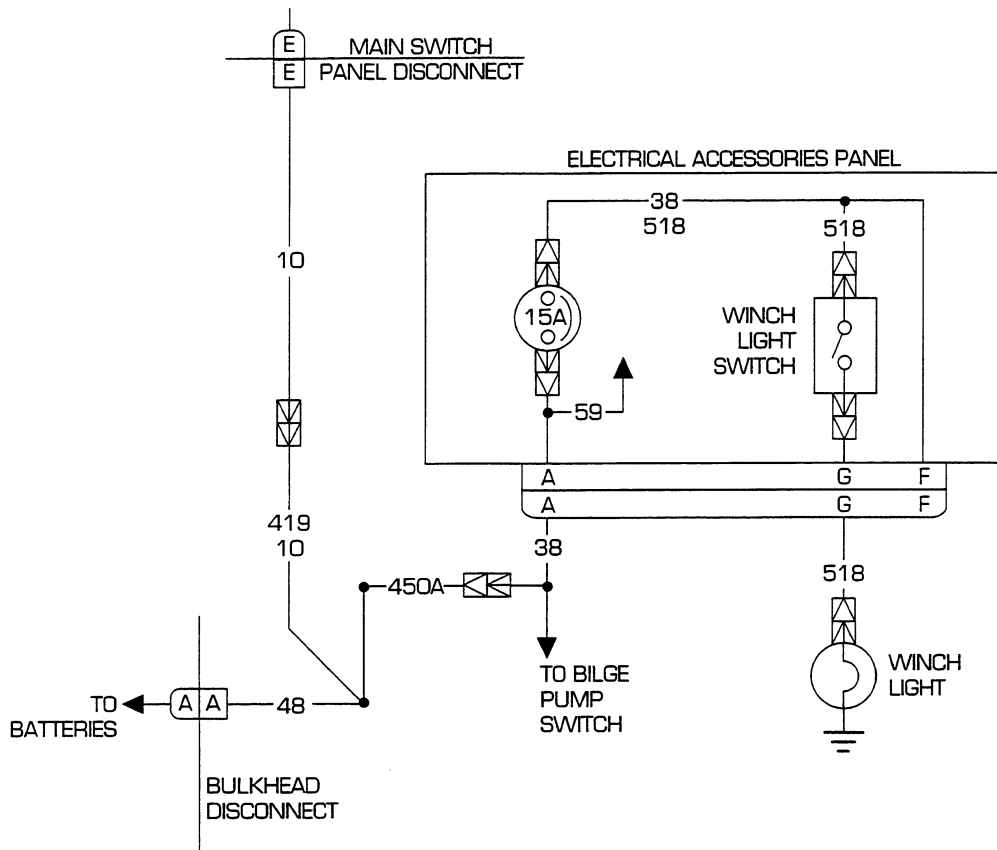 E
MAIN SWITCH
E
PANEL DISCONNECT
ELECTRICAL ACCESSORIES PANEL
38
518
518
10
15A
WINCH
LIGHT
SWITCH
59
A
G
F
A
G
F
419
10
38
450A
518
TO BILGE
PUMP
SWITCH
WINCH
LIGHT
TO
BATTERIES
A
A
48
BULKHEAD
DISCONNECT